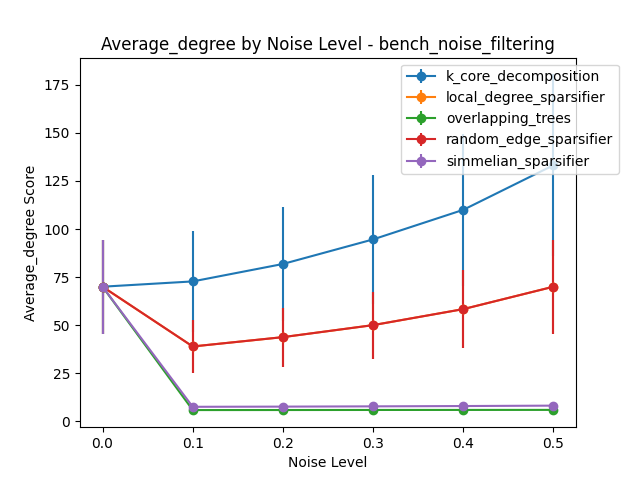 Average_degree by Noise Level - bench_noise_filtering
k_core_decomposition
local_degree_sparsifier
overlapping_trees
random_edge_sparsifier
simmelian_sparsifier
Average_degree Score
175
150
125
100
75
50
25
0
0.0 0.1 0.2 0.3 0.4 0.5
Noise Level